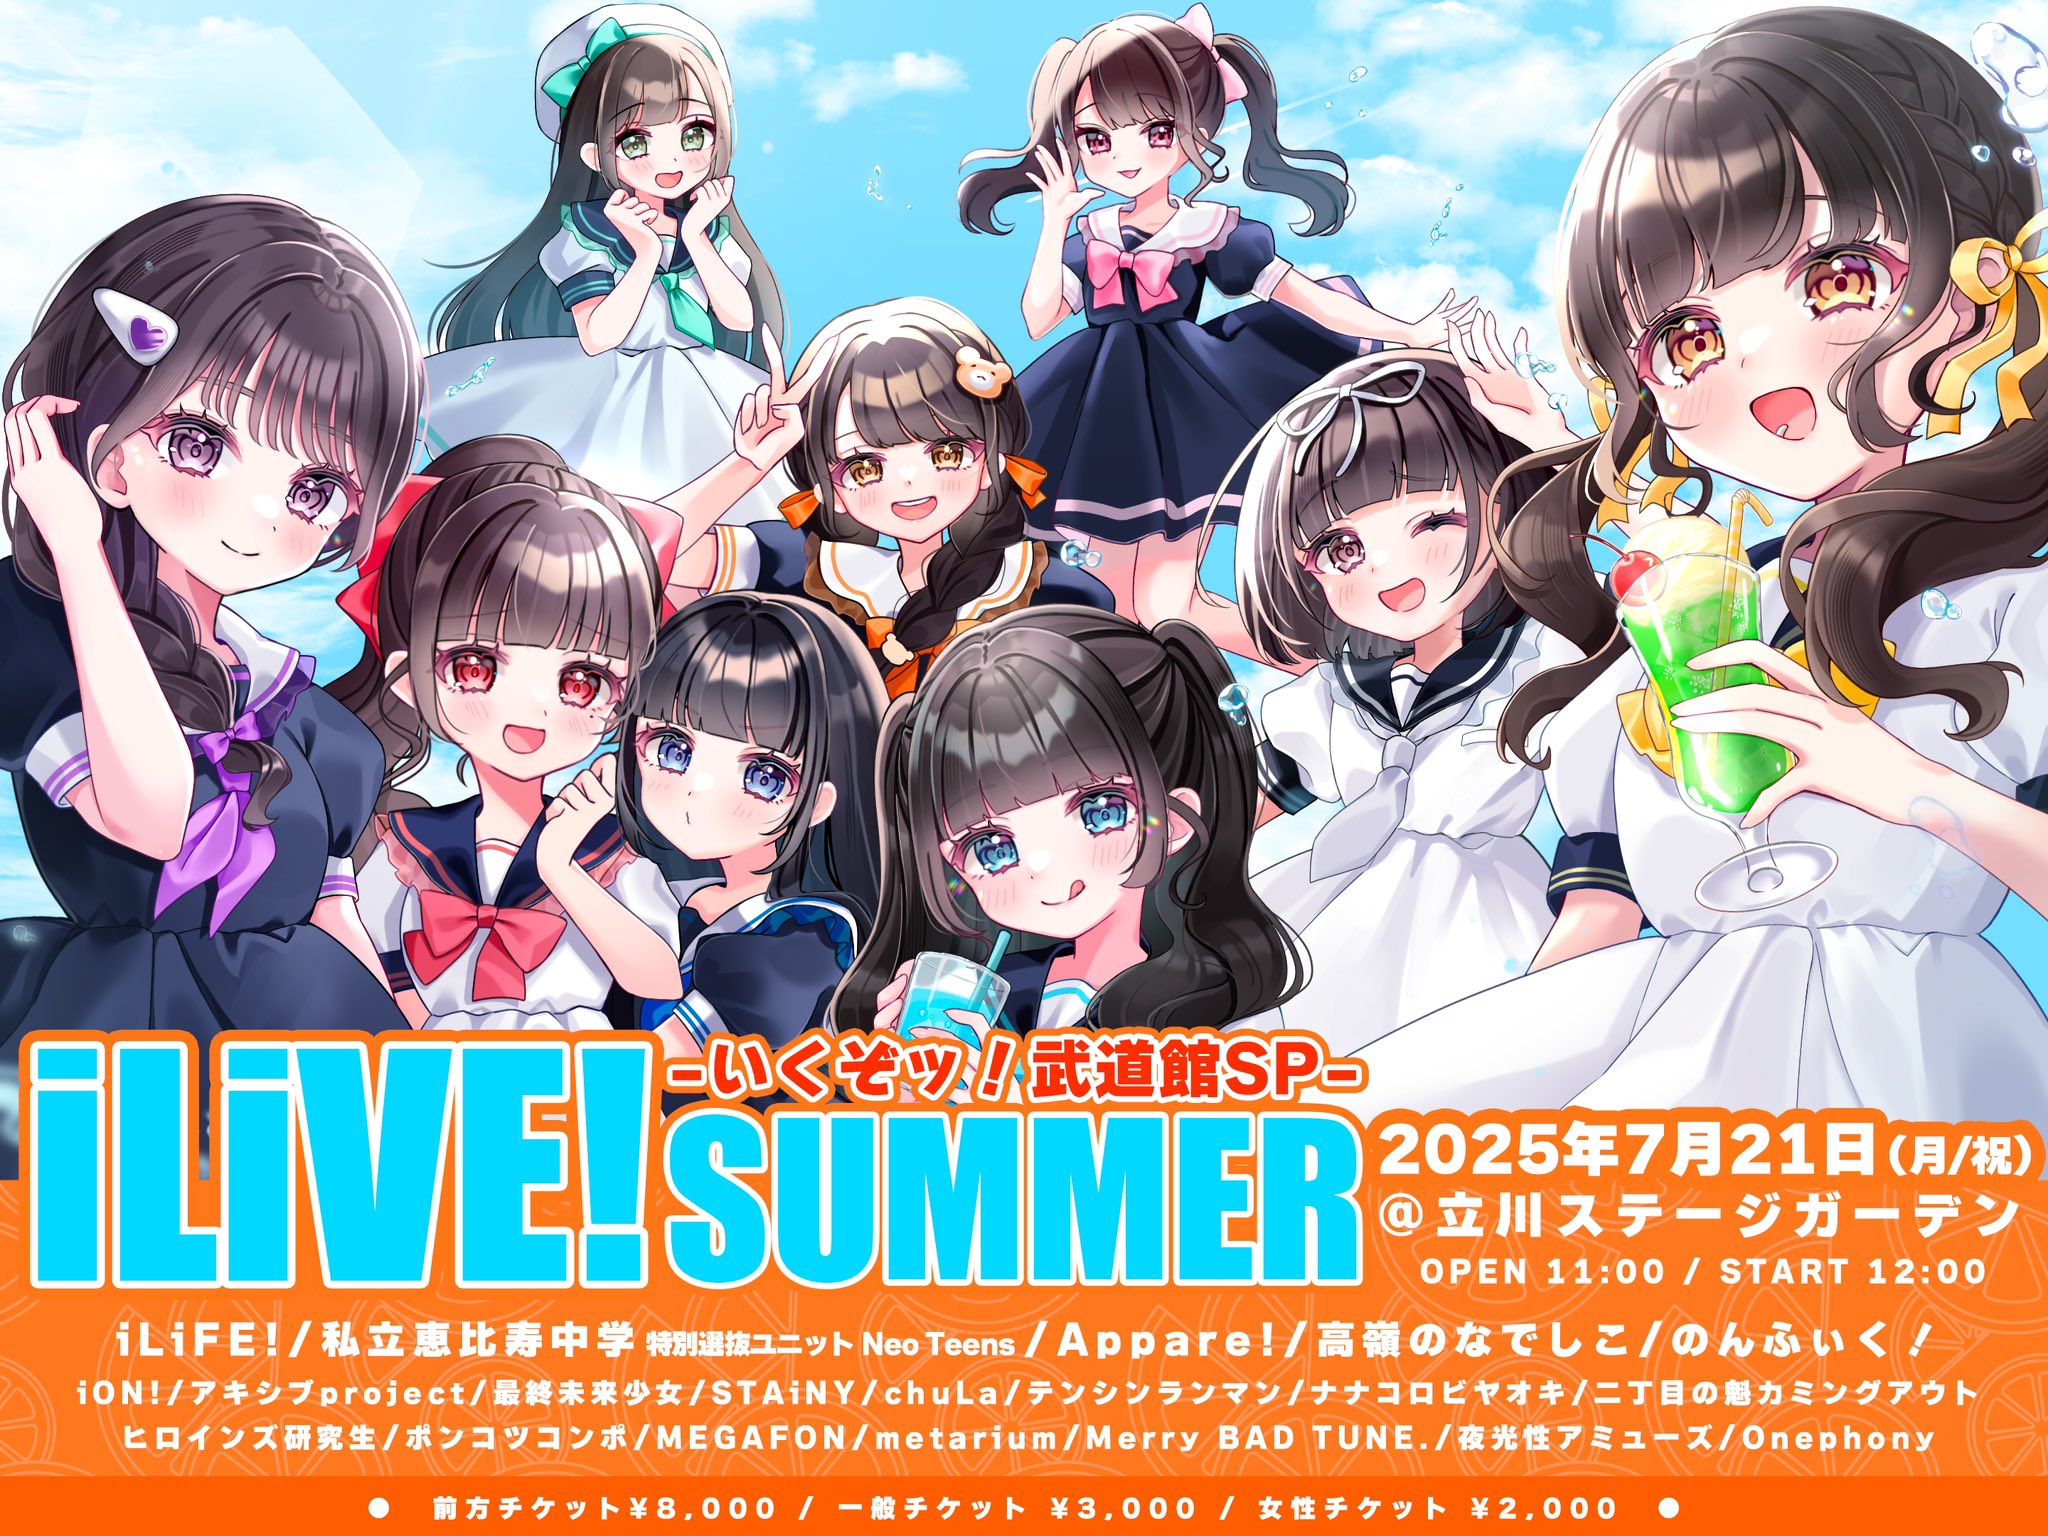 iLiVE! SUMMER
-いくぞッ！武道館SP-
2025年7月21日(月/祝)
@立川ステージガーデン
OPEN 11:00 / START 12:00
iLiFE!/私立恵比寿中学 特別選抜ユニット Neo Teens/Appare!/高嶺のなでしこ/のんふぃく！
iON!/アキシブproject/最終未来少女/STAiNY/chuLa/テンシンランマン/ナナコロビヤオキ/二丁目の魁カミングアウト
ヒロインズ研究生/ポンコツコンポ/MEGAFON/metarium/Merry BAD TUNE./夜光性アミューズ/Onephony
● 前方チケット¥8,000 / 一般チケット ¥3,000 / 女性チケット ¥2,000 ●